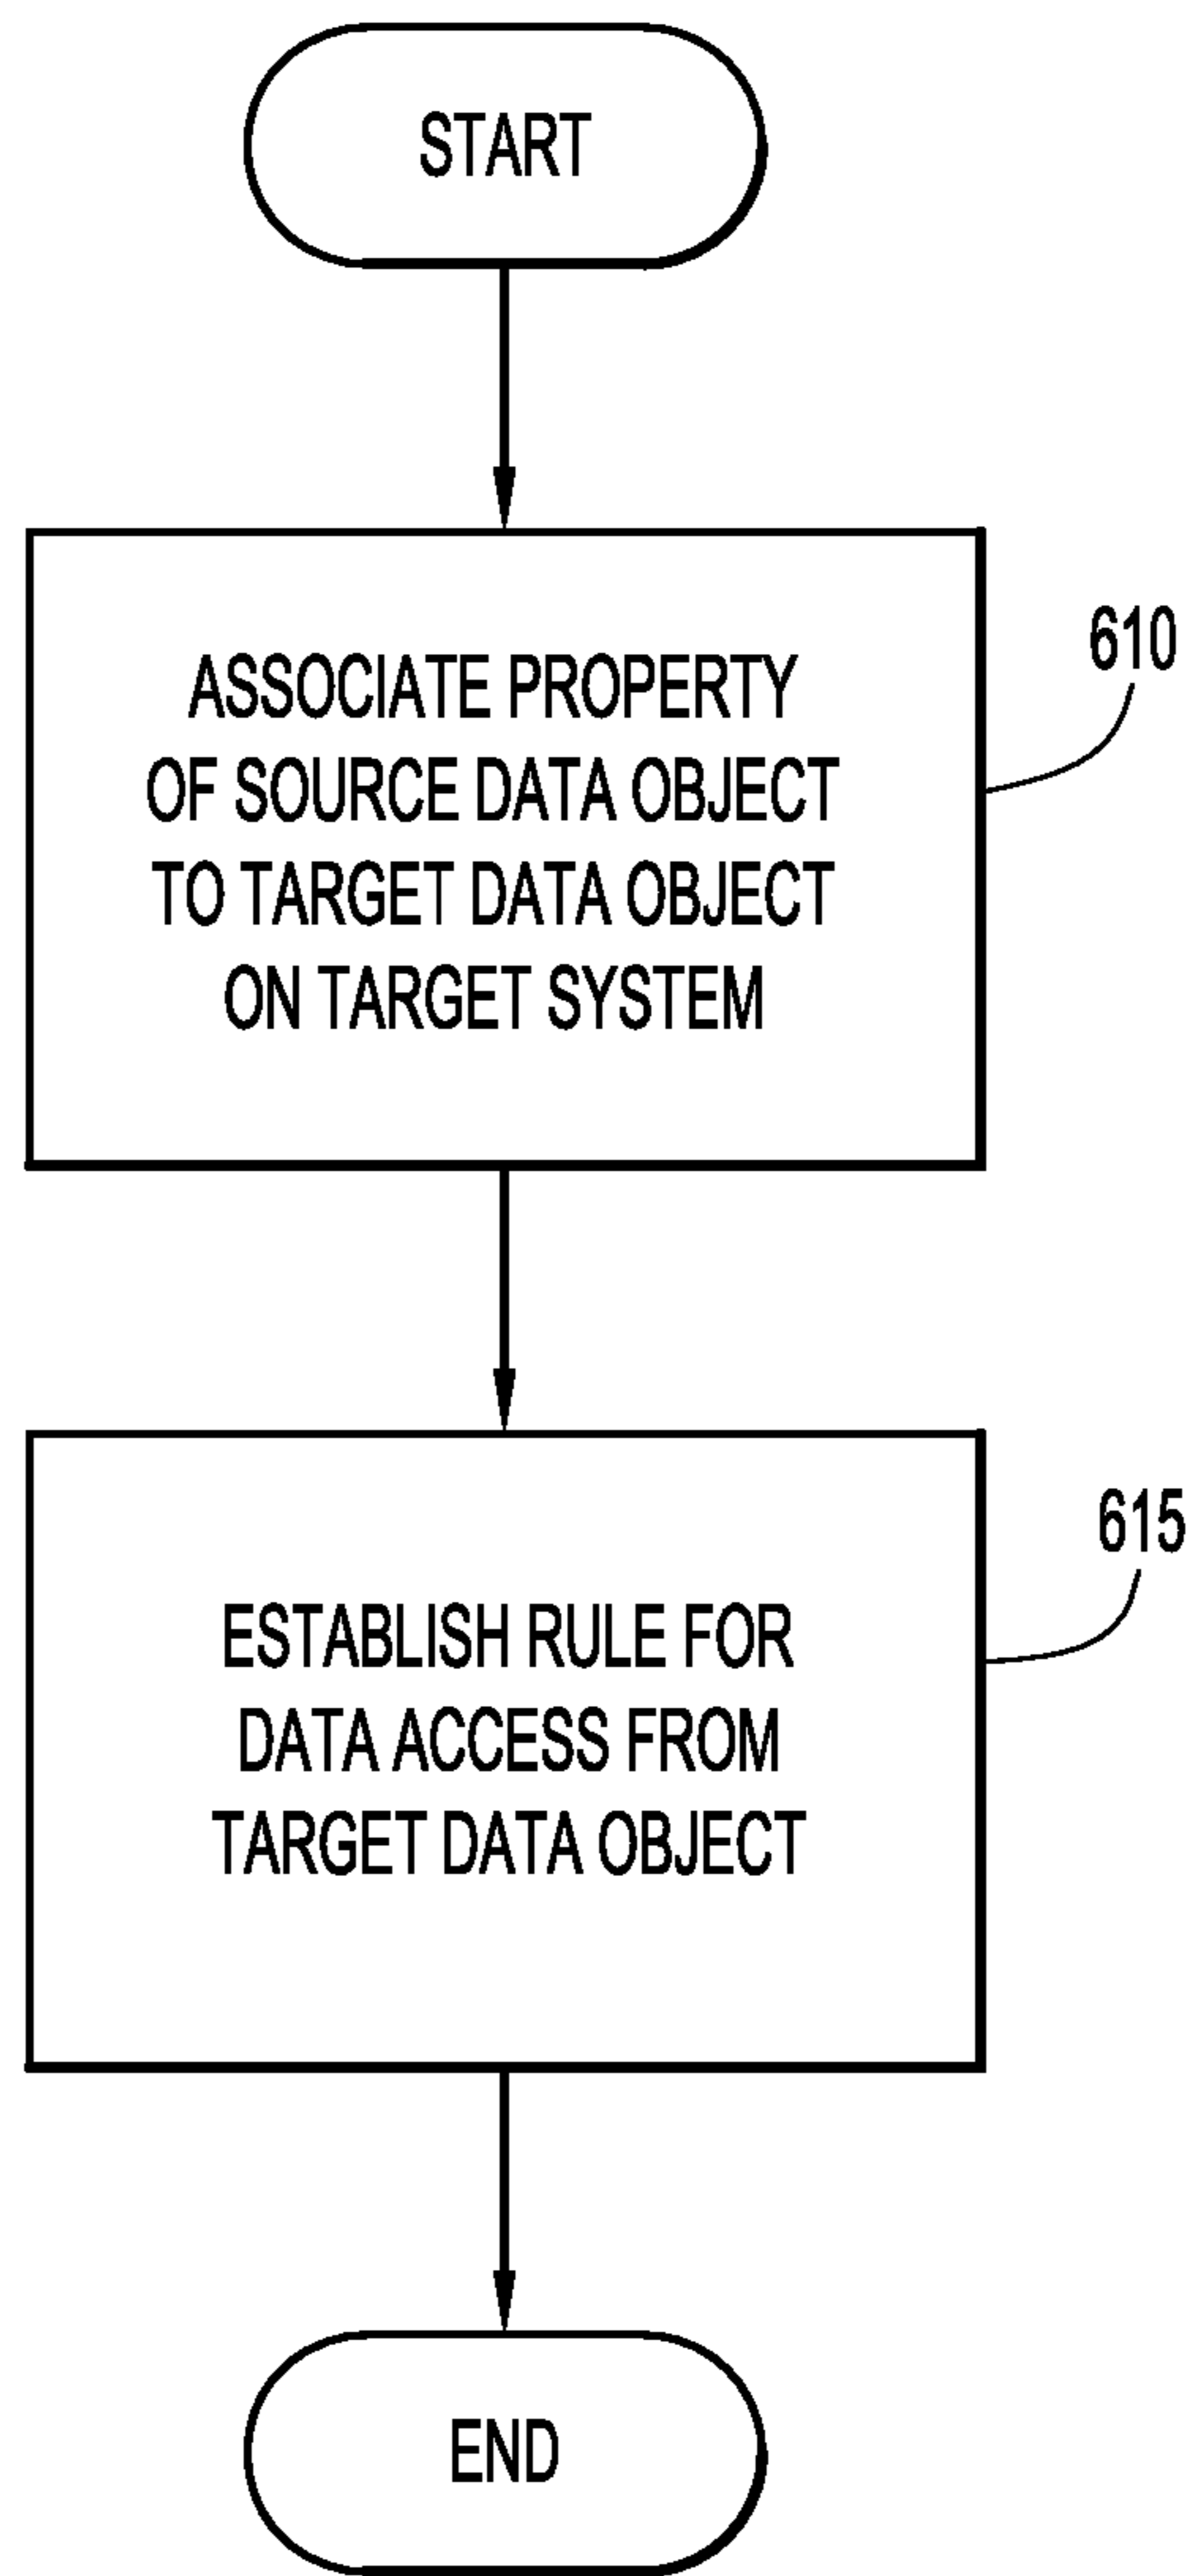 START
ASSOCIATE PROPERTY
OF SOURCE DATA OBJECT
TO TARGET DATA OBJECT
ON TARGET SYSTEM
610
ESTABLISH RULE FOR
DATA ACCESS FROM
TARGET DATA OBJECT
615
END